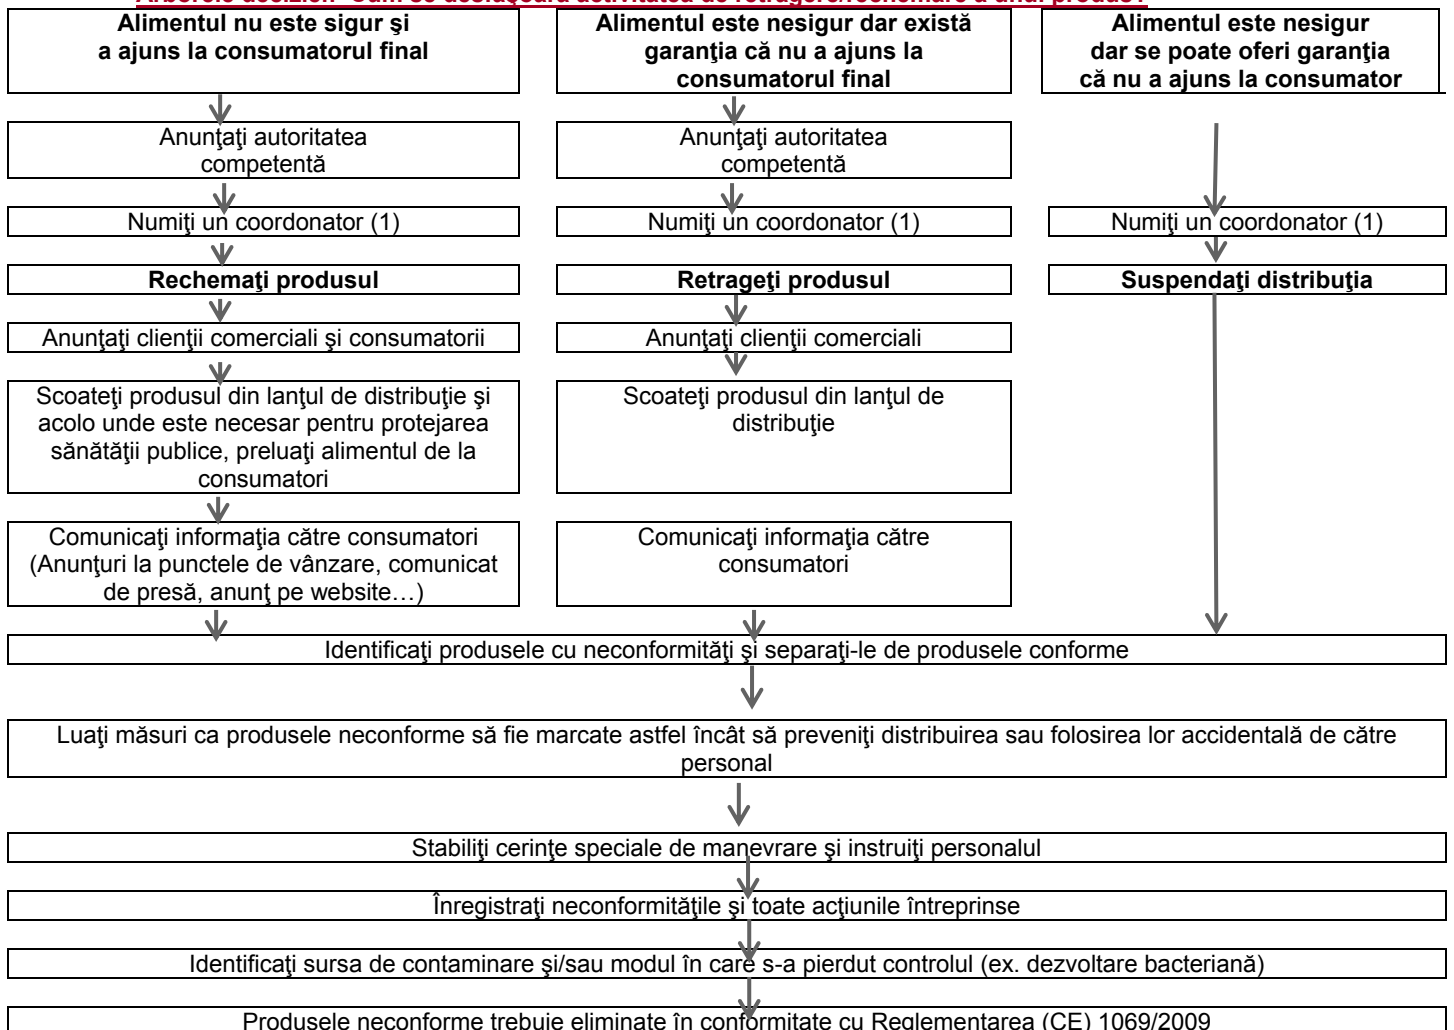 Alimentul nu este sigur şi
a ajuns la consumatorul final
Anunţaţi autoritatea
competentă
Numiţi un coordonator (1)
Rechemaţi produsul
Anunţaţi clienţii comerciali şi consumatorii
Scoateţi produsul din lanţul de distribuţie şi
acolo unde este necesar pentru protejarea
sănătăţii publice, preluaţi alimentul de la
consumatori
Comunicaţi informaţia către consumatori
(Anunţuri la punctele de vânzare, comunicat
de presă, anunţ pe website…)
Alimentul este nesigur dar există
garanţia că nu a ajuns la
consumatorul final
Anunţaţi autoritatea
competentă
Numiţi un coordonator (1)
Retrageţi produsul
Anunţaţi clienţii comerciali
Scoateţi produsul din lanţul de
distribuţie
Comunicaţi informaţia către
consumatori
Alimentul este nesigur
dar se poate oferi garanţia
că nu a ajuns la consumator
Numiţi un coordonator (1)
Suspendaţi distribuţia
Identificaţi produsele cu neconformităţi şi separaţi-le de produsele conforme
Luaţi măsuri ca produsele neconforme să fie marcate astfel încât să preveniţi distribuirea sau folosirea lor accidentală de către
personal
Stabiliţi cerinţe speciale de manevrare şi instruiţi personalul
Înregistraţi neconformităţile şi toate acţiunile întreprinse
Identificaţi sursa de contaminare şi/sau modul în care s-a pierdut controlul (ex. dezvoltare bacteriană)
Produsele neconforme trebuie eliminate în conformitate cu Reglementarea (CE) 1069/2009